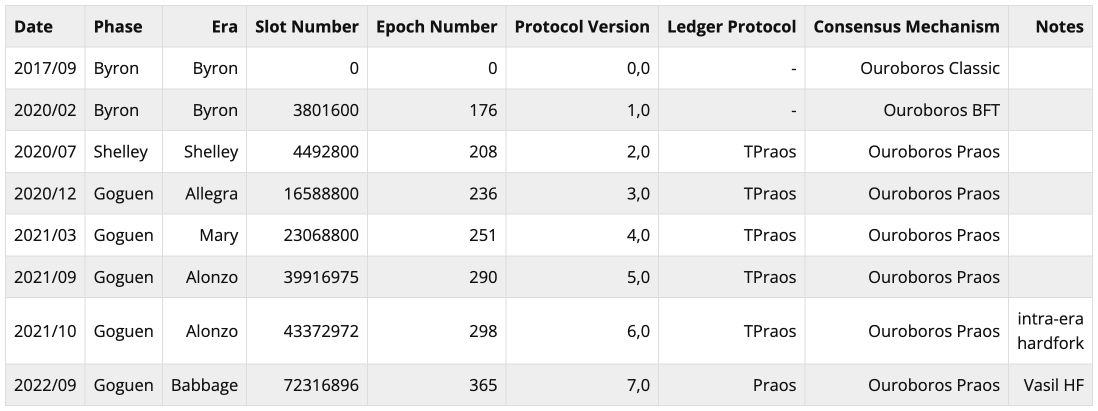 Date Phase Era Slot Number Epoch Number Protocol Version Ledger Protocol Consensus Mechanism Notes
2017/09 Byron Byron 0 0 0,0 - Ouroboros Classic
2020/02 Byron Byron 3801600 176 1,0 - Ouroboros BFT
2020/07 Shelley Shelley 4492800 208 2,0 TPraos Ouroboros Praos
2020/12 Goguen Allegra 16588800 236 3,0 TPraos Ouroboros Praos
2021/03 Goguen Mary 23068800 251 4,0 TPraos Ouroboros Praos
2021/09 Goguen Alonzo 39916975 290 5,0 TPraos Ouroboros Praos
2021/10 Goguen Alonzo 43372972 298 6,0 TPraos Ouroboros Praos intra-era
hardfork
2022/09 Goguen Babbage 72316896 365 7,0 Praos Ouroboros Praos Vasil HF